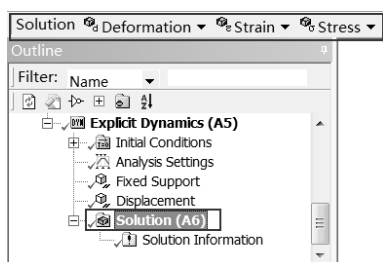 Solution Deformation Strain Stress
Outline
Filter: Name
Explicit Dynamics (A5)
Initial Conditions
Analysis Settings
Fixed Support
Displacement
Solution (A6)
Solution Information